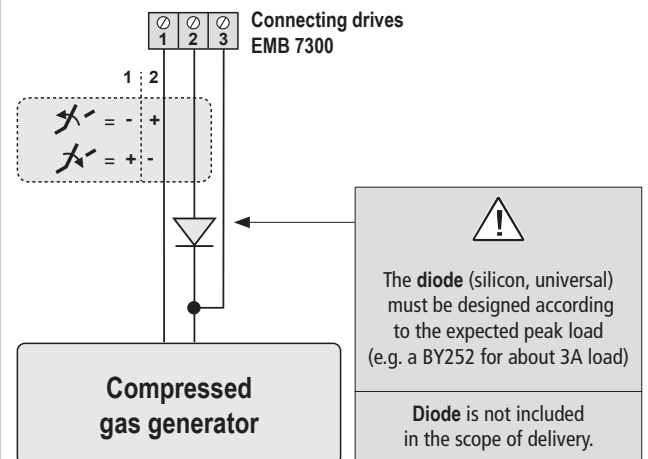 1 2 3
Connecting drives
EMB 7300
1 2
= - +
= + -
!
The diode (silicon, universal)
must be designed according
to the expected peak load
(e.g. a BY252 for about 3A load)
Diode is not included
in the scope of delivery.
Compressed
gas generator